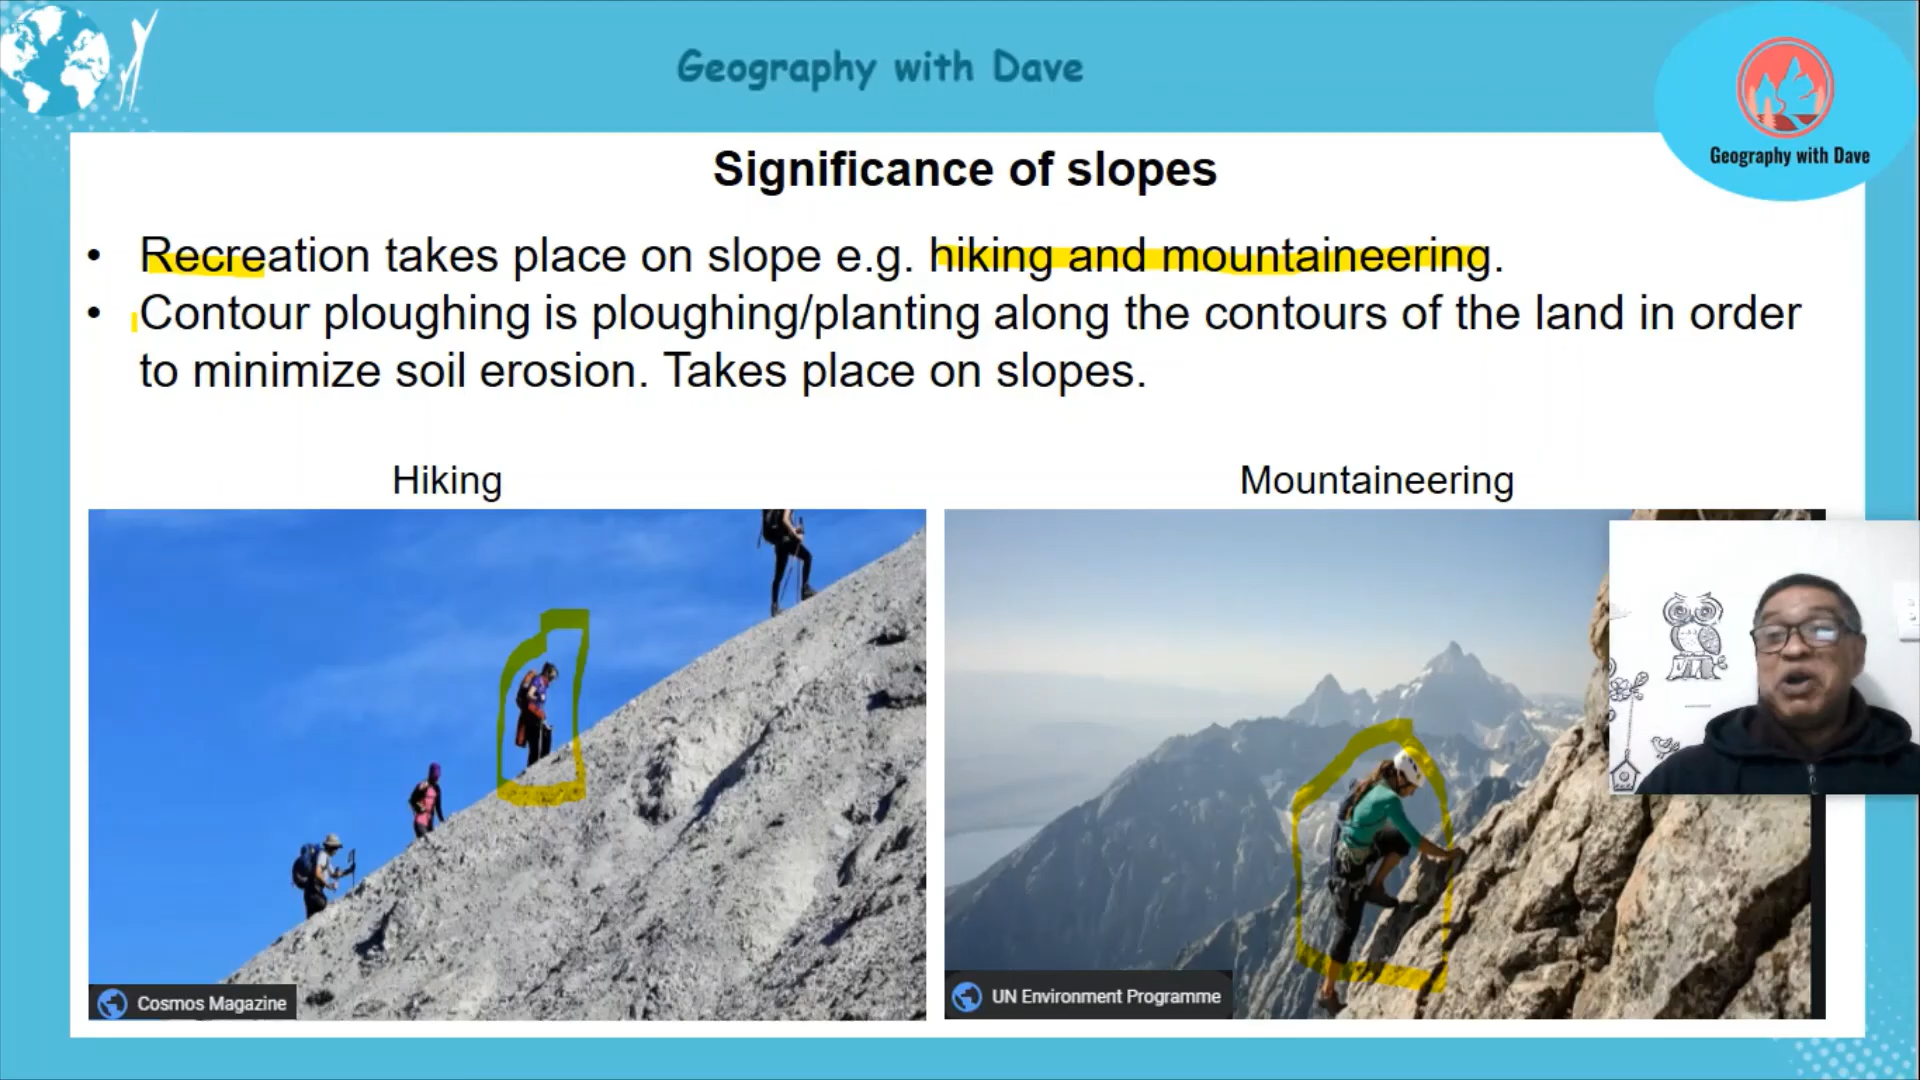 Geography with Dave
Geography with Dave
Significance of slopes
• Recreation takes place on slope e.g. hiking and mountaineering.
• Contour ploughing is ploughing/planting along the contours of the land in order
to minimize soil erosion. Takes place on slopes.
Hiking
Mountaineering
Cosmos Magazine
UN Environment Programme